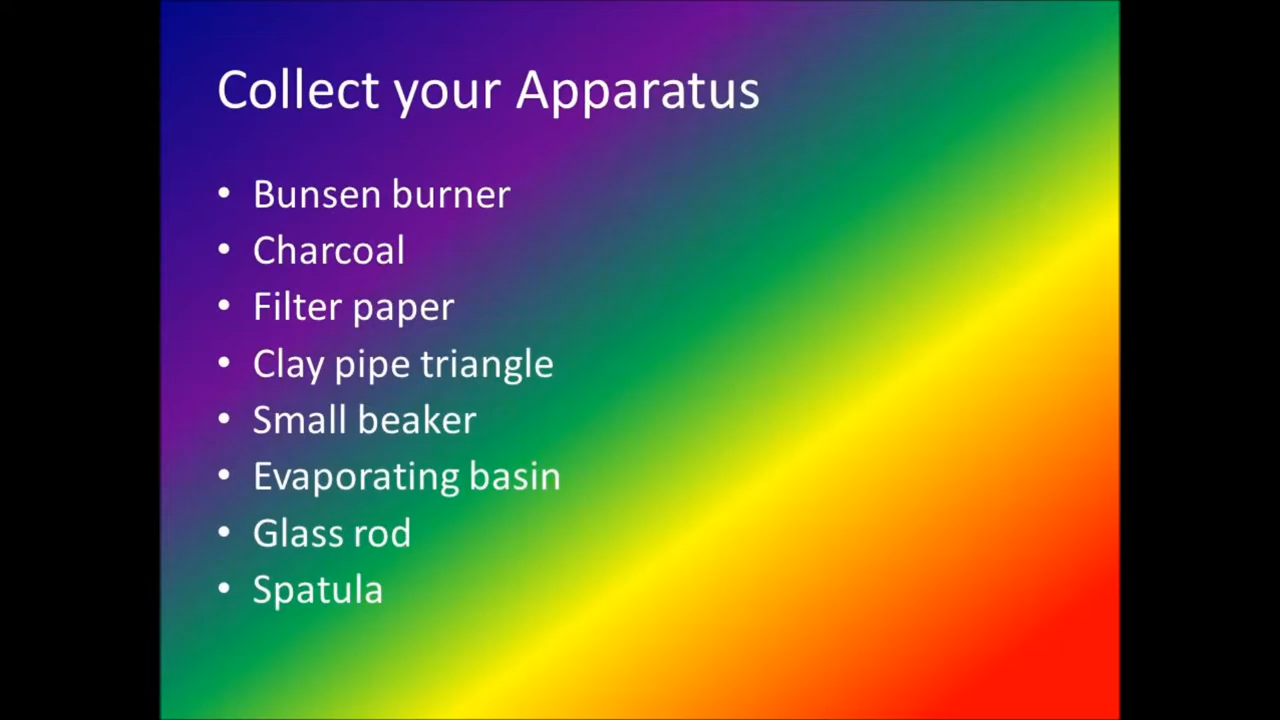 Collect your Apparatus
• Bunsen burner
• Charcoal
• Filter paper
• Clay pipe triangle
• Small beaker
• Evaporating basin
• Glass rod
• Spatula